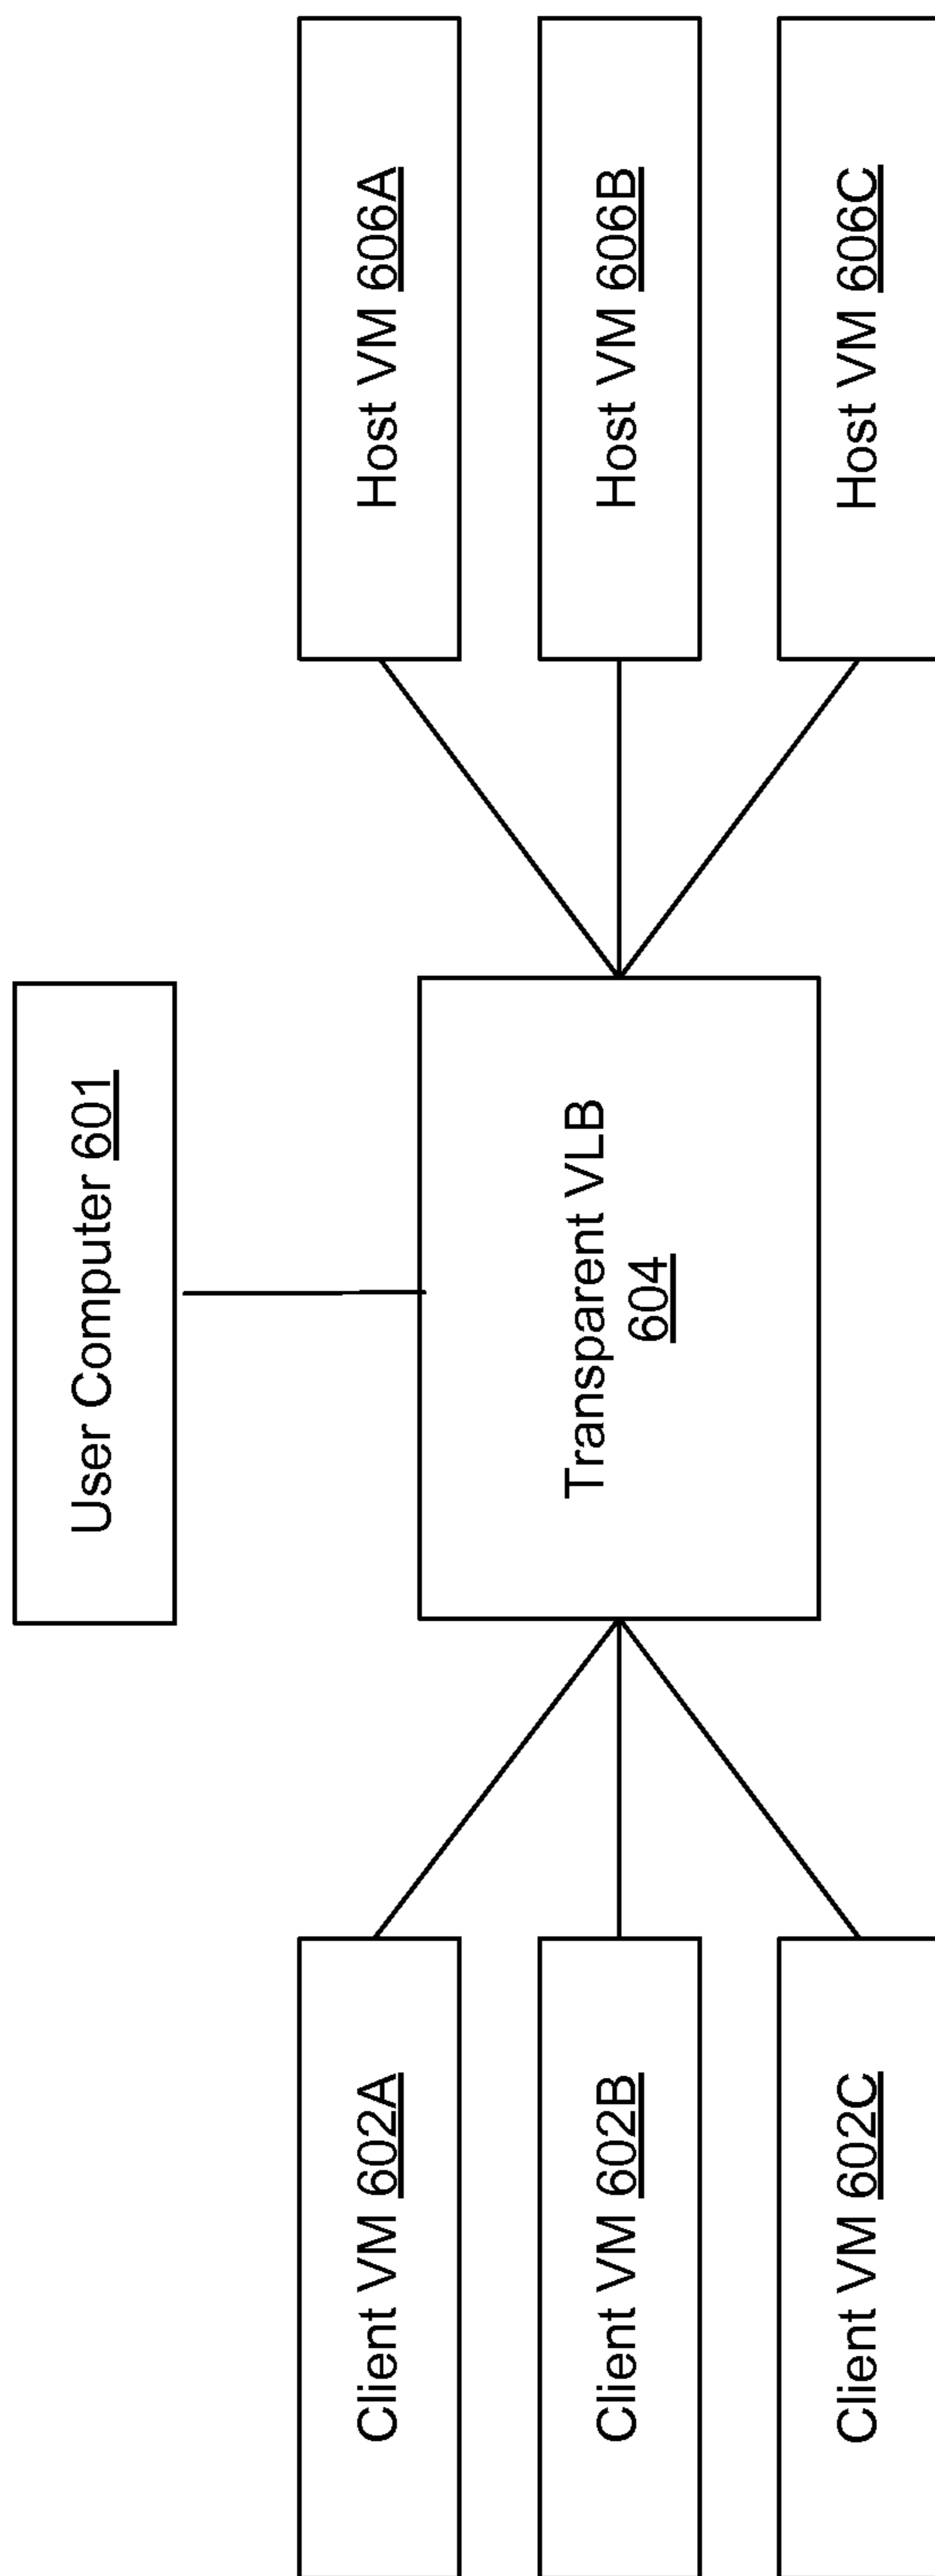 User Computer 601
Client VM 602A
Client VM 602B
Client VM 602C
Transparent VLB
604
Host VM 606A
Host VM 606B
Host VM 606C